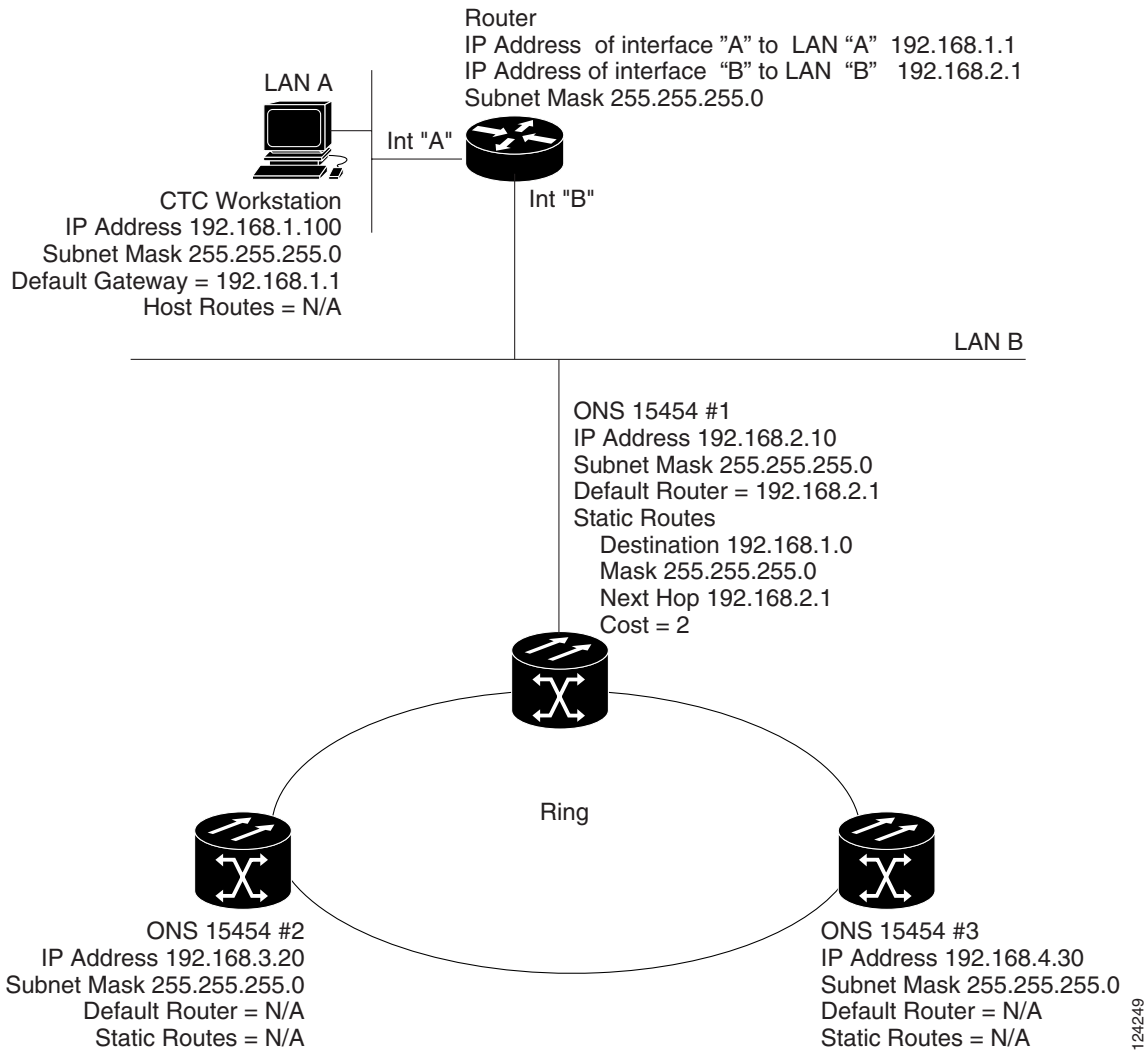 Router
IP Address of interface ”A” to LAN “A” 192.168.1.1
IP Address of interface “B” to LAN “B” 192.168.2.1
Subnet Mask 255.255.255.0
LAN A
Int "A"
Int "B"
CTC Workstation
IP Address 192.168.1.100
Subnet Mask 255.255.255.0
Default Gateway = 192.168.1.1
Host Routes = N/A
LAN B
ONS 15454 #1
IP Address 192.168.2.10
Subnet Mask 255.255.255.0
Default Router = 192.168.2.1
Static Routes
Destination 192.168.1.0
Mask 255.255.255.0
Next Hop 192.168.2.1
Cost = 2
Ring
ONS 15454 #2
IP Address 192.168.3.20
Subnet Mask 255.255.255.0
Default Router = N/A
Static Routes = N/A
ONS 15454 #3
IP Address 192.168.4.30
Subnet Mask 255.255.255.0
Default Router = N/A
Static Routes = N/A
124249